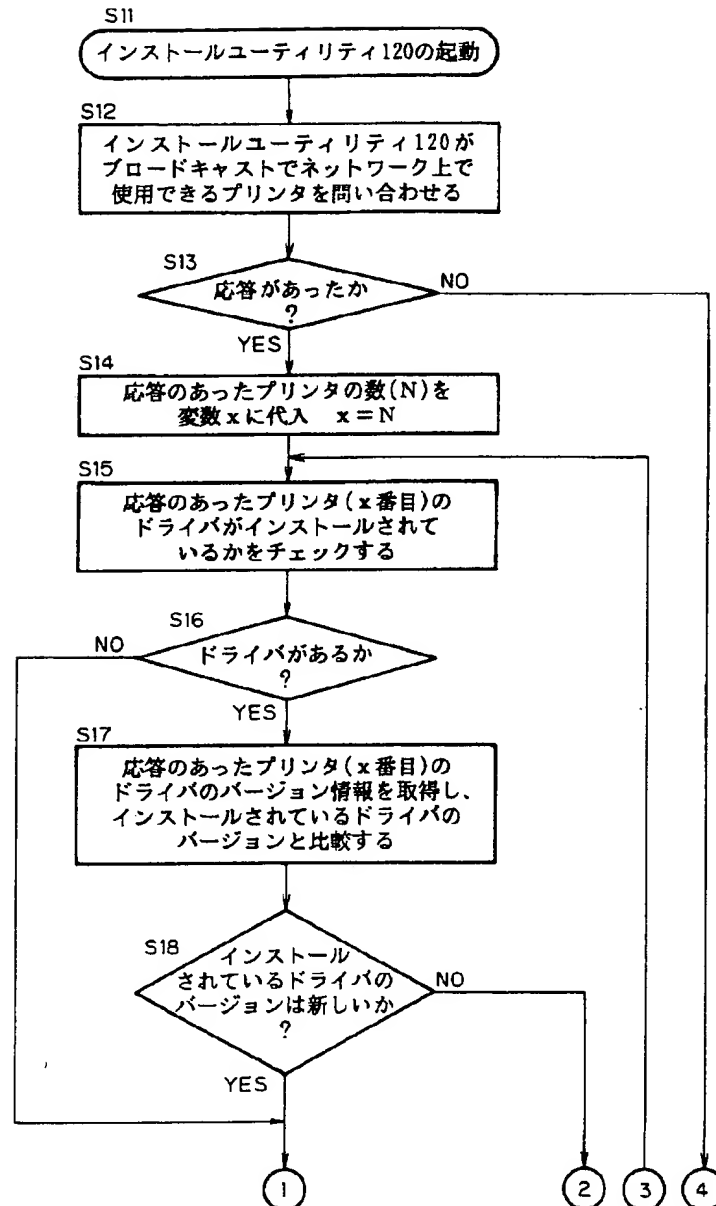 S11
インストールユーティリティ120の起動
S12
インストールユーティリティ120が
ブロードキャストでネットワーク上で
使用できるプリンタを問い合わせる
S13
応答があったか
?
NO
YES
S14
応答のあったプリンタの数(N)を
変数xに代入 x=N
S15
応答のあったプリンタ(x番目)の
ドライバがインストールされて
いるかをチェックする
S16
NO
ドライバがあるか
?
YES
S17
応答のあったプリンタ(x番目)の
ドライバのバージョン情報を取得し、
インストールされているドライバの
バージョンと比較する
S18
インストール
されているドライバの
バージョンは新しいか
?
NO
YES
1
2
3
4